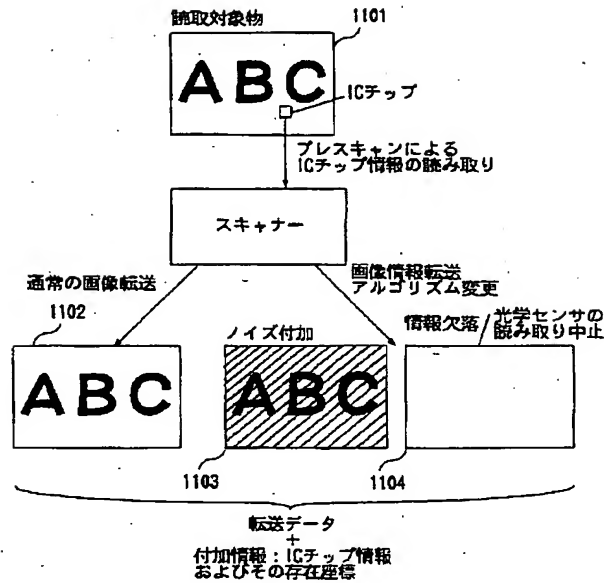 読取対象物
1101
ABC
ICチップ
プレスキャンによる
ICチップ情報の読み取り
スキャナー
通常の画像転送
画像情報転送
アルゴリズム変更
1102
ノイズ付加
情報欠落
光学センサの
読み取り中止
ABC
ABC
1103
1104
転送データ
+
付加情報:ICチップ情報
およびその存在座標